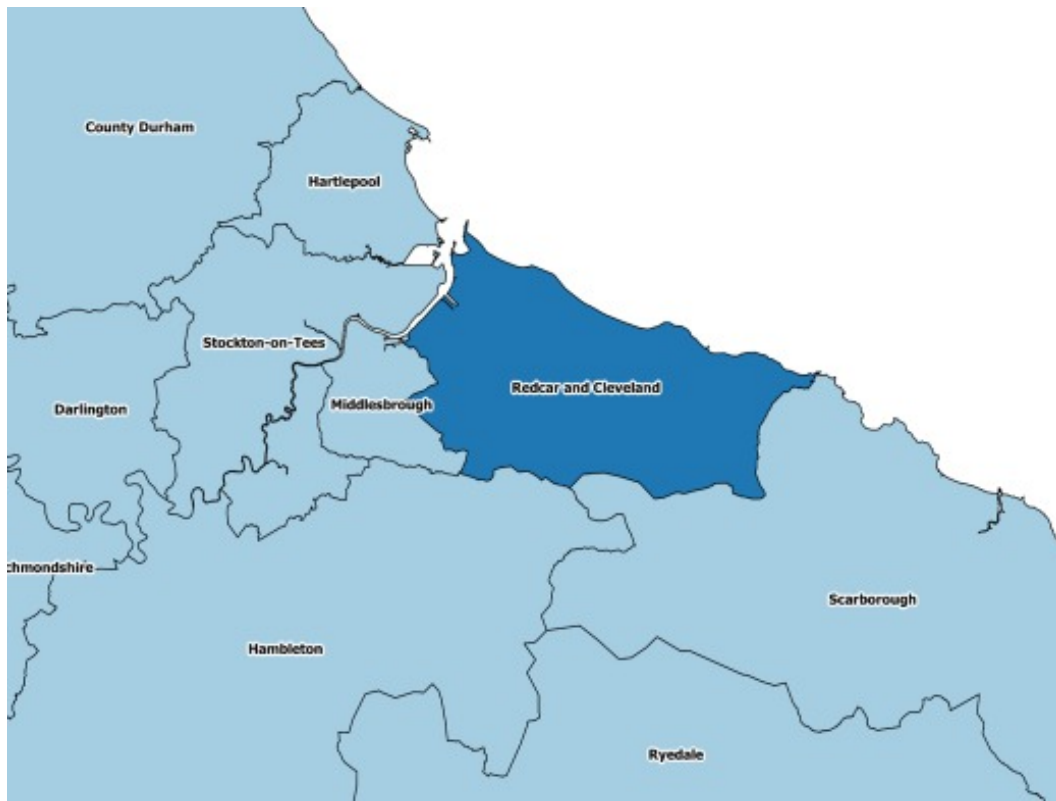 County Durham
Hartlepool
Stockton-on-Tees
Redcar and Cleveland
Middlesbrough
Darlington
chmondshire
Scarborough
Hambleton
Ryedale